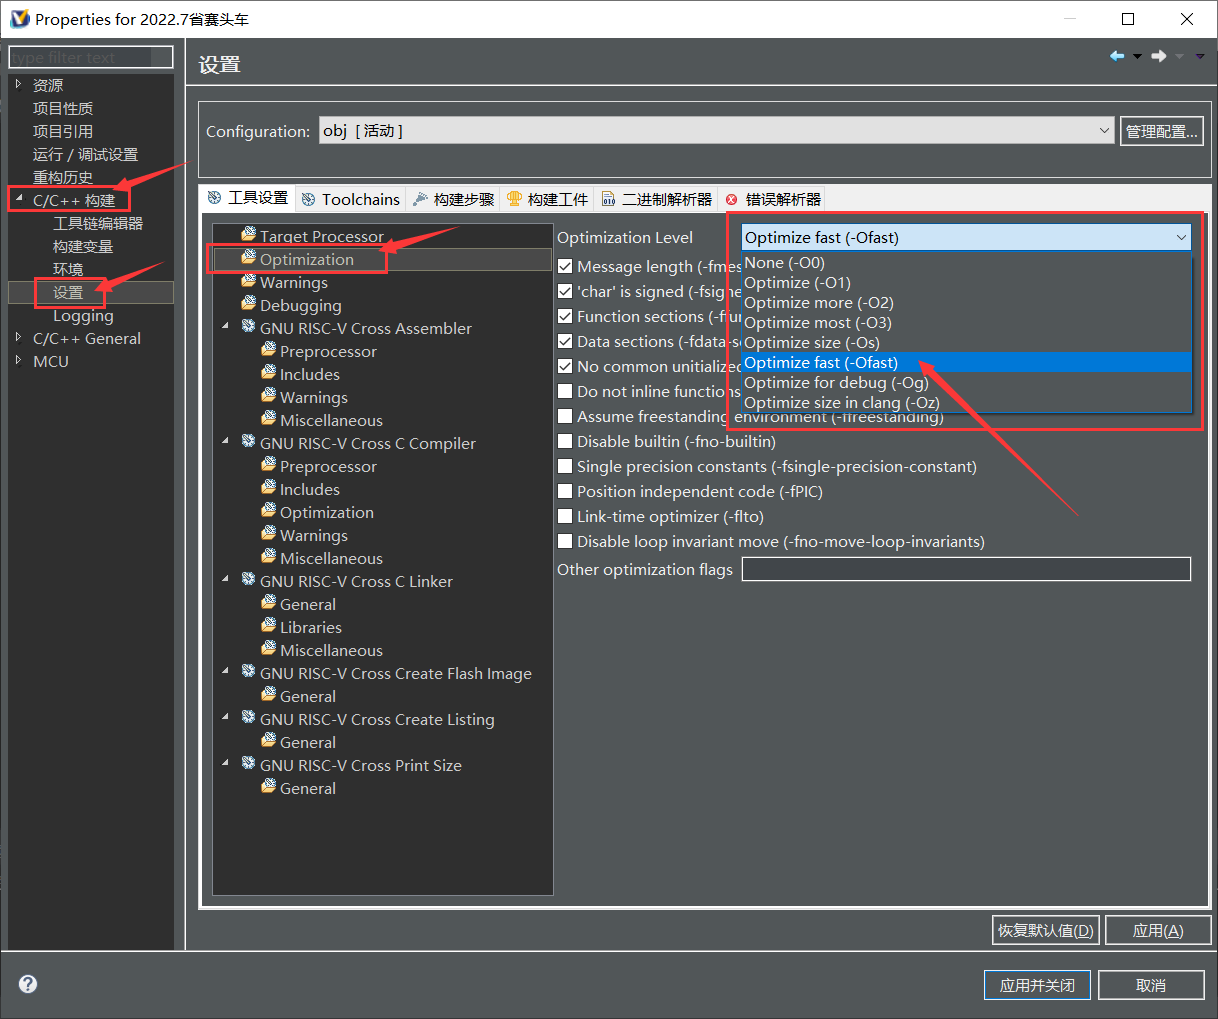 Properties for 2022.7省赛头车
type filter text
资源
项目性质
项目引用
运行 / 调试设置
重构历史
C/C++ 构建
工具链编辑器
构建变量
环境
设置
Logging
C/C++ General
MCU
设置
Configuration:
obj [ 活动 ]
管理配置...
工具设置
Toolchains
构建步骤
构建工件
二进制解析器
错误解析器
Target Processor
Optimization
Warnings
Debugging
GNU RISC-V Cross Assembler
Preprocessor
Includes
Warnings
Miscellaneous
GNU RISC-V Cross C Compiler
Preprocessor
Includes
Optimization
Warnings
Miscellaneous
GNU RISC-V Cross C Linker
General
Libraries
Miscellaneous
GNU RISC-V Cross Create Flash Image
General
GNU RISC-V Cross Create Listing
General
GNU RISC-V Cross Print Size
General
Optimization Level
Optimize fast (-Ofast)
None (-O0)
Optimize (-O1)
Optimize more (-O2)
Optimize most (-O3)
Optimize size (-Os)
Optimize fast (-Ofast)
Optimize for debug (-Og)
Optimize size in clang (-Oz)
Message length (-fmes
'char' is signed (-fsigne
Function sections (-ffun
Data sections (-fdata-s
No common unitialized
Do not inline functions
Assume freestanding environment (-ffreestanding)
Disable builtin (-fno-builtin)
Single precision constants (-fsingle-precision-constant)
Position independent code (-fPIC)
Link-time optimizer (-flto)
Disable loop invariant move (-fno-move-loop-invariants)
Other optimization flags
恢复默认值(D)
应用(A)
?
应用并关闭
取消